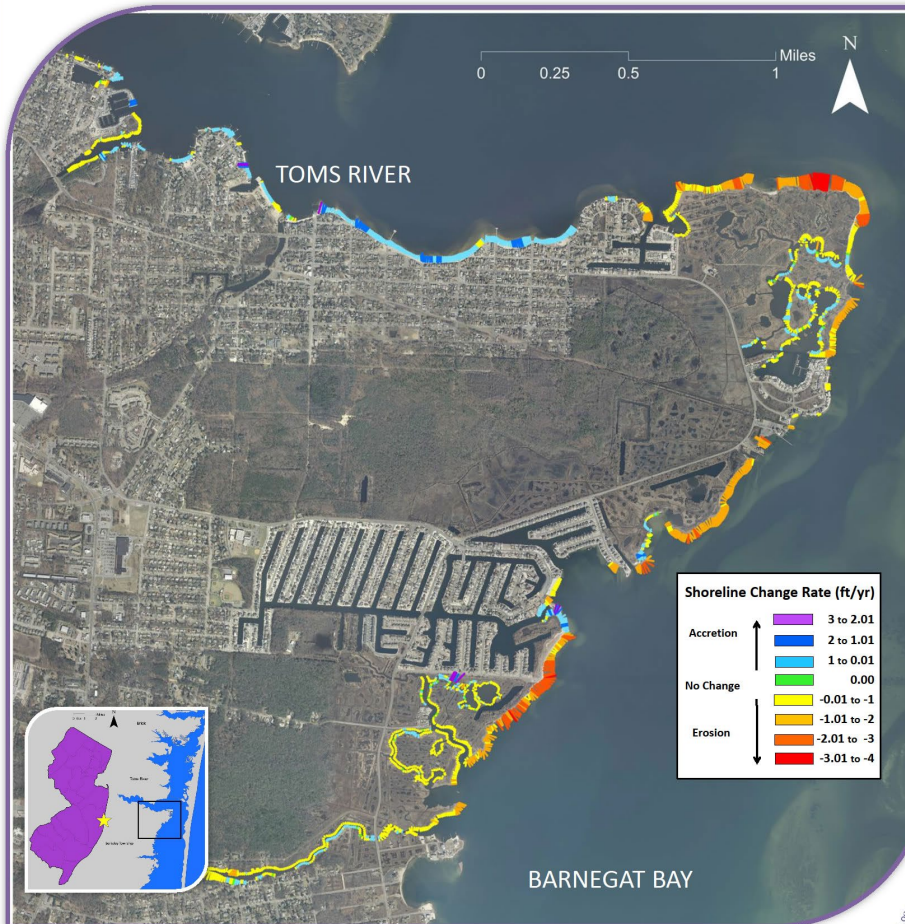 Miles
N
0 0.25 0.5 1
TOMS RIVER
Shoreline Change Rate (ft/yr)
Accretion
3 to 2.01
2 to 1.01
1 to 0.01
No Change
0.00
Erosion
-0.01 to -1
-1.01 to -2
-2.01 to -3
-3.01 to -4
Toms River
BARNEGAT BAY